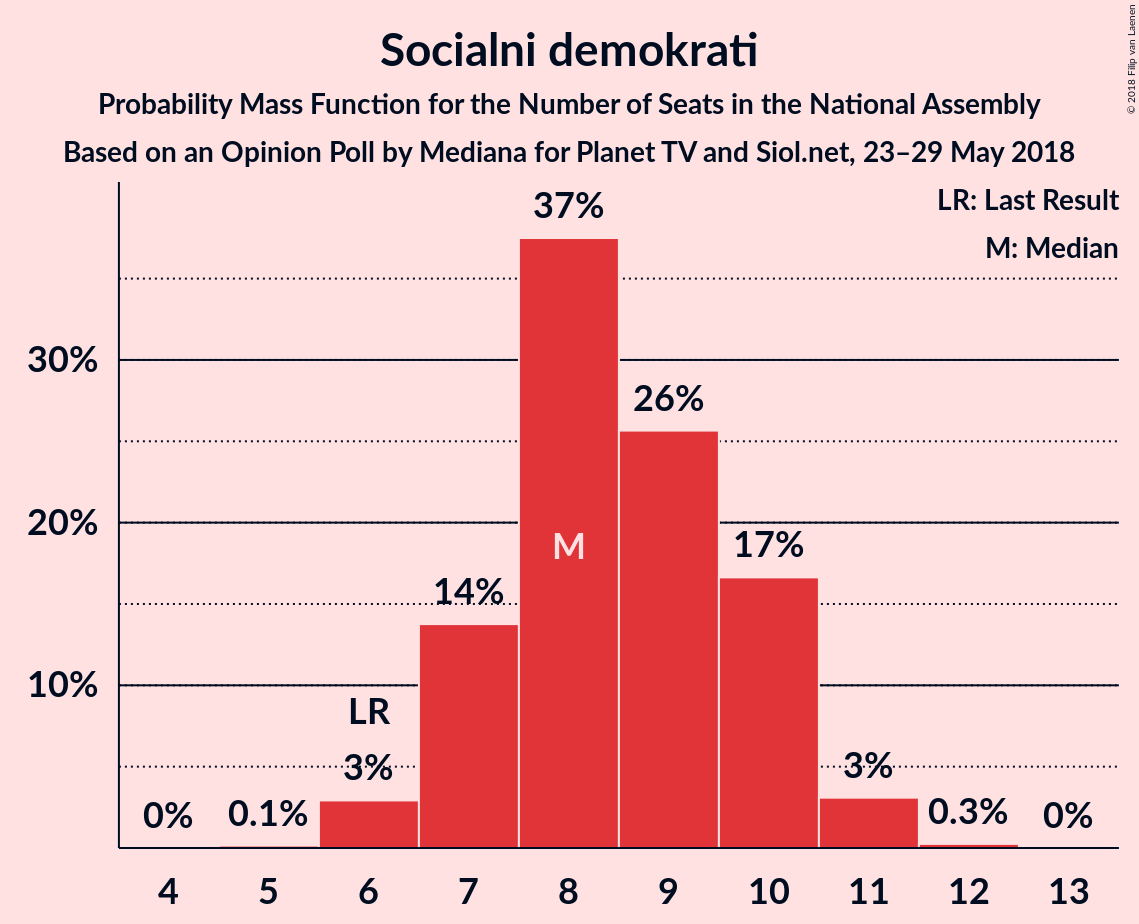 Socialni demokrati
Probability Mass Function for the Number of Seats in the National Assembly
Based on an Opinion Poll by Mediana for Planet TV and Siol.net, 23–29 May 2018
© 2018 Filip van Laenen
LR: Last Result
M: Median
37%
30%
26%
20%
M
17%
14%
10%
LR
3%
3%
0%
0.1%
0.3%
0%
4 5 6 7 8 9 10 11 12 13